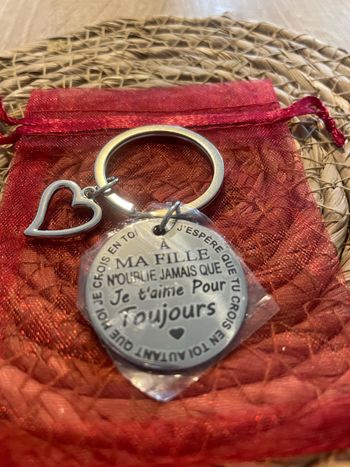 J'ESPÈRE QUE TU CROIS EN TOI AUTANT QUE MOI JE CROIS EN TOI
À
MA FILLE
N'OUBLIE JAMAIS QUE
Je t'aime Pour
Toujours